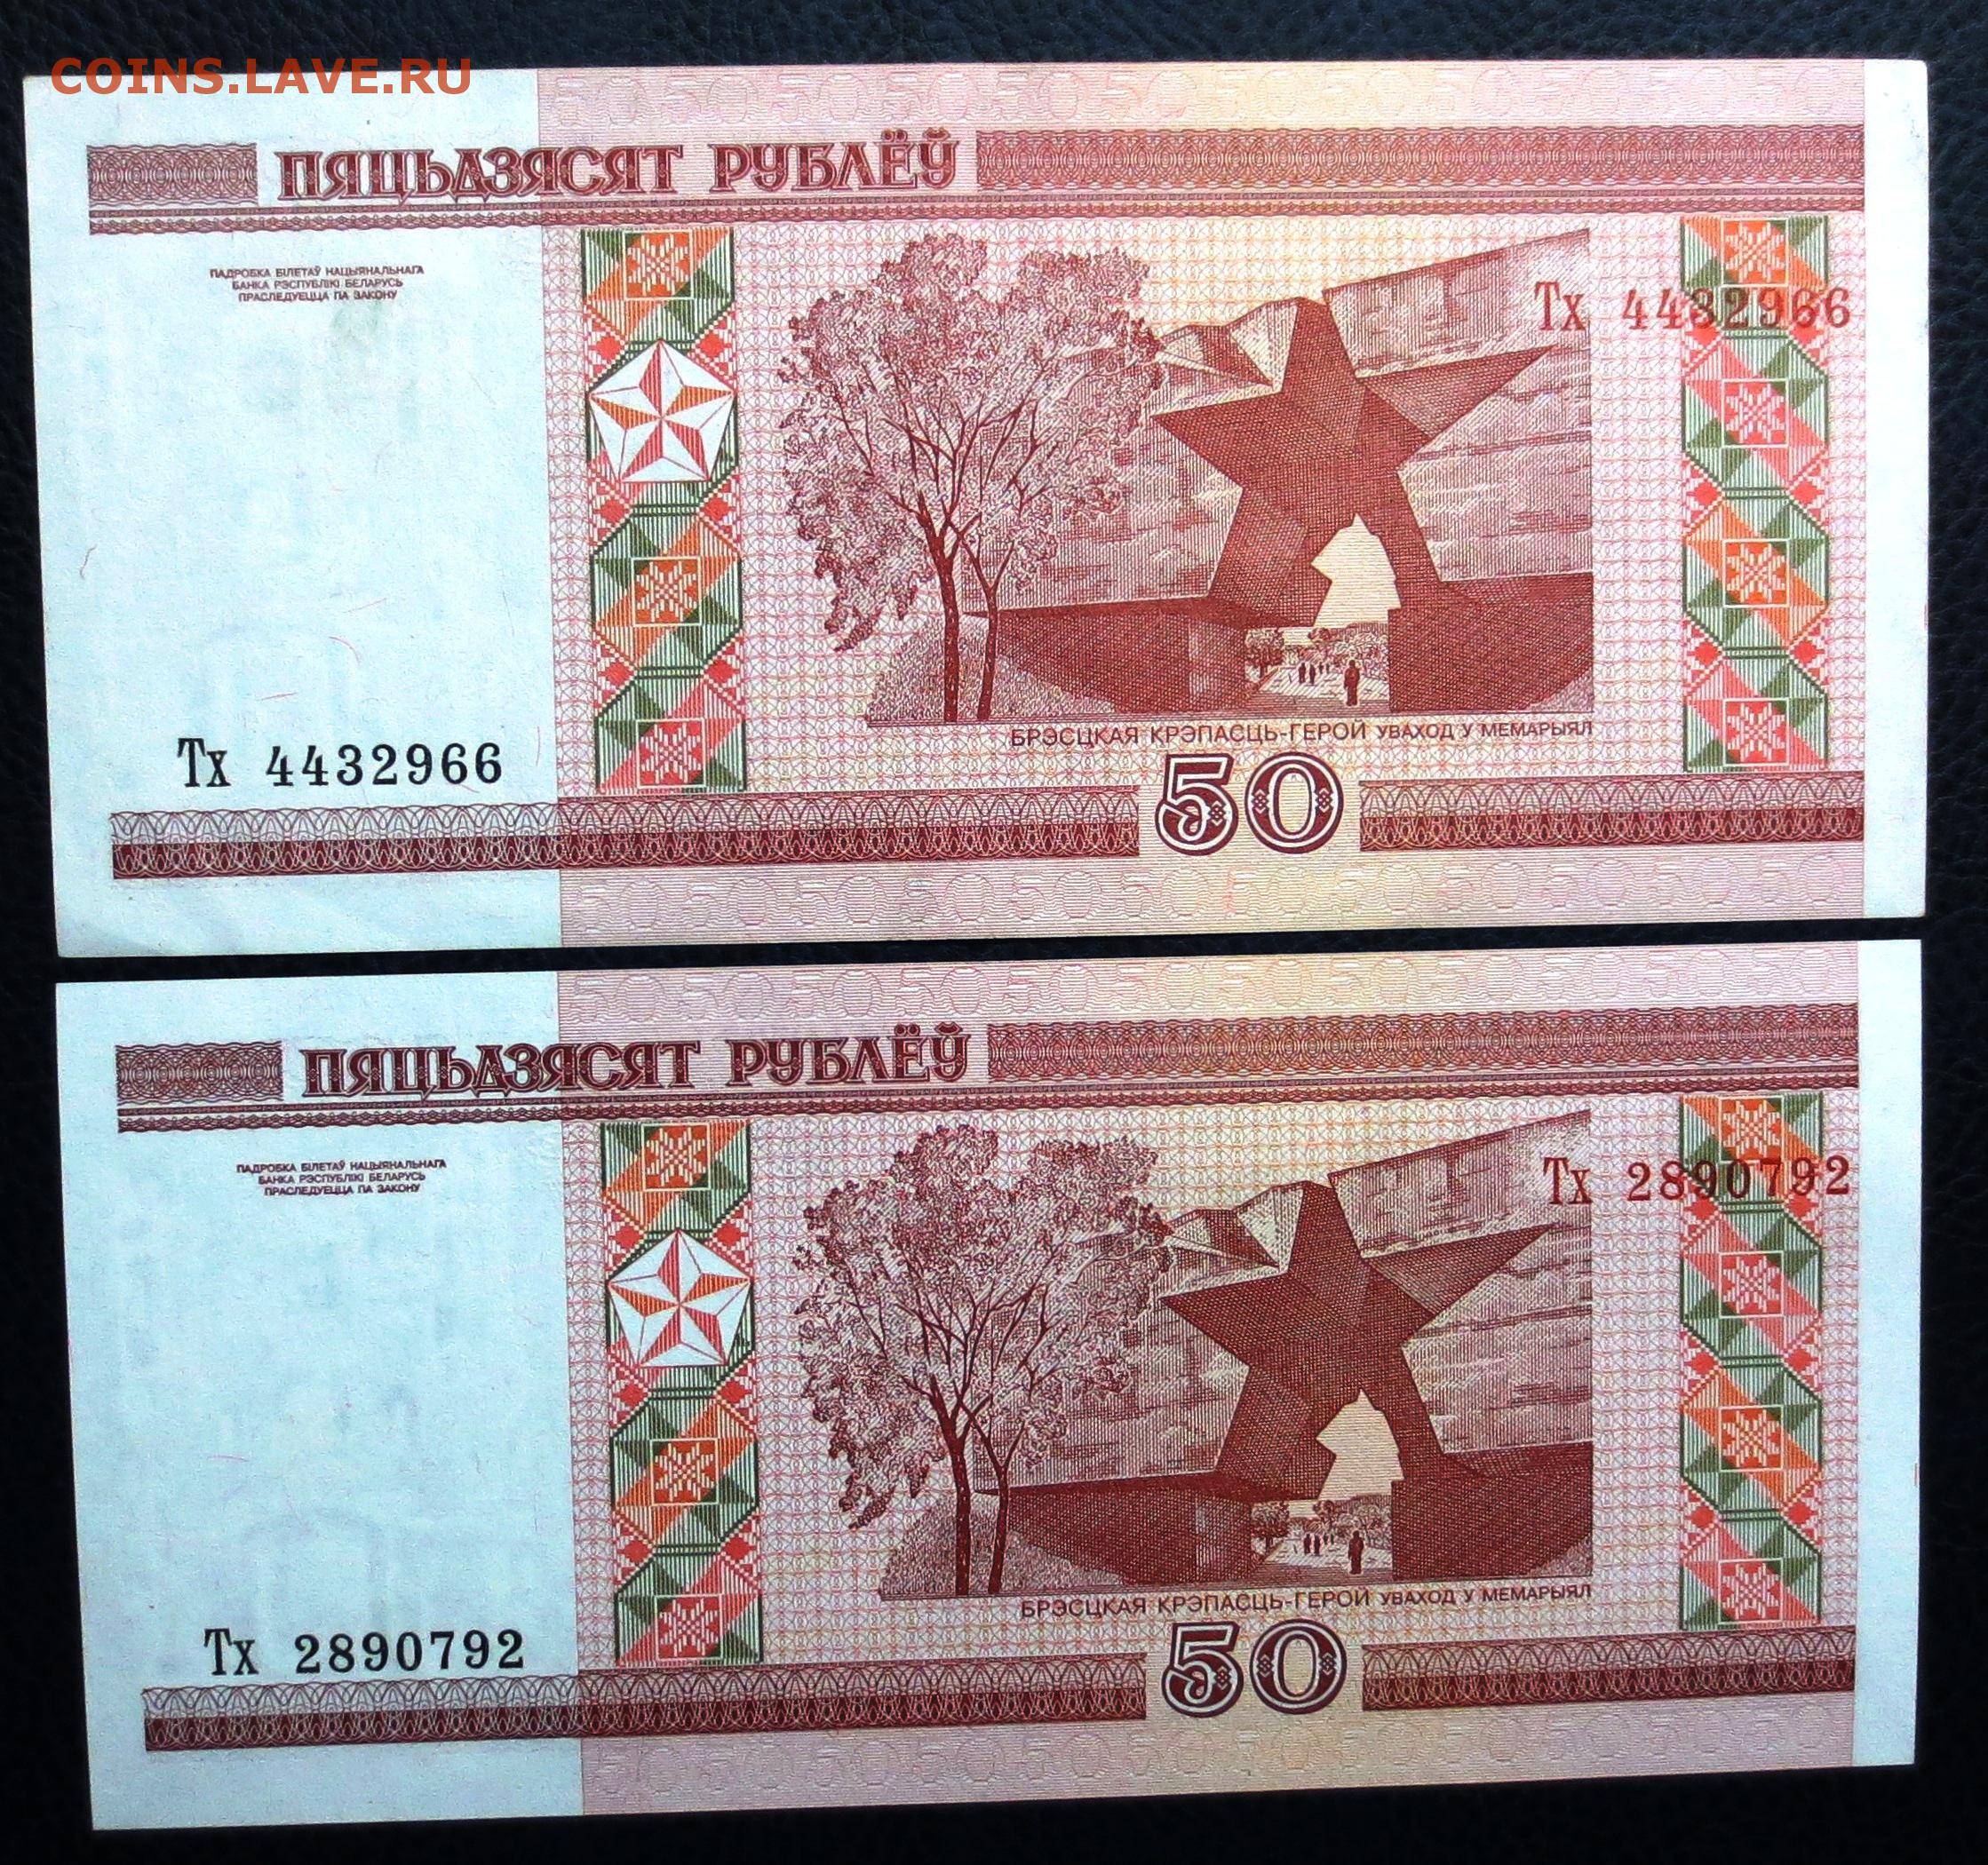 COINS.LAVE.RU
ПЯЦЬДЗЯСЯТ РУБЛЁЎ
ПАДРОБКА БІЛЕТАЎ НАЦЫЯНАЛЬНАГА
БАНКА РЭСПУБЛІКІ БЕЛАРУСЬ
ПРАСЛЕДУЕЦЦА ПА ЗАКОНУ
Тх 4432966
БРЭСЦКАЯ КРЭПАСЦЬ-ГЕРОЙ УВАХОД У МЕМАРЫЯЛ
Тх 4432966
50
ПЯЦЬДЗЯСЯТ РУБЛЁЎ
ПАДРОБКА БІЛЕТАЎ НАЦЫЯНАЛЬНАГА
БАНКА РЭСПУБЛІКІ БЕЛАРУСЬ
ПРАСЛЕДУЕЦЦА ПА ЗАКОНУ
Тх 2890792
БРЭСЦКАЯ КРЭПАСЦЬ-ГЕРОЙ УВАХОД У МЕМАРЫЯЛ
Тх 2890792
50